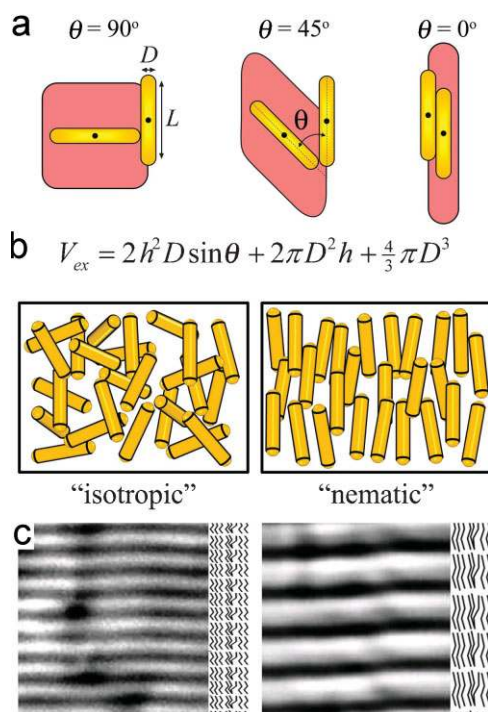 a
θ = 90°
θ = 45°
θ = 0°
D
L
θ
b
V_ex = 2h²D sinθ + 2πD²h + 4/3 πD³
“isotropic”
“nematic”
c